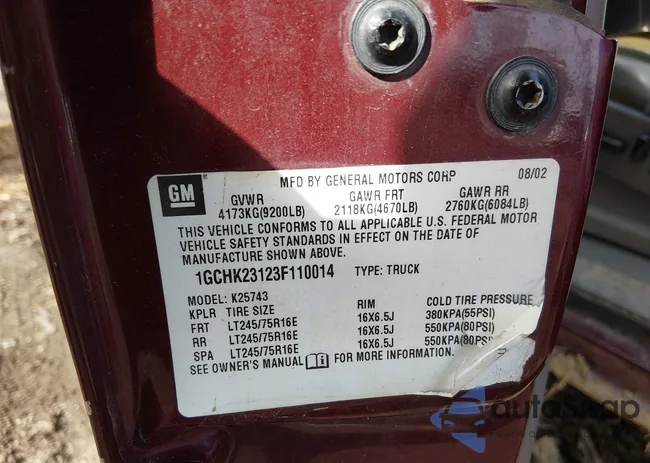 MFD BY GENERAL MOTORS CORP 08/02
GM
GVWR GAWR FRT GAWR RR
4173KG(9200LB) 2118KG(4670LB) 2760KG(6084LB)
THIS VEHICLE CONFORMS TO ALL APPLICABLE U.S. FEDERAL MOTOR
VEHICLE SAFETY STANDARDS IN EFFECT ON THE DATE OF
MANUFACTURE SHOWN ABOVE.
1GCHK23123F110014 TYPE: TRUCK
MODEL: K25743
KPLR TIRE SIZE RIM COLD TIRE PRESSURE
FRT LT245/75R16E 16X6.5J 380KPA(55PSI)
RR LT245/75R16E 16X6.5J 550KPA(80PSI)
SPA LT245/75R16E 16X6.5J 550KPA(80PSI)
SEE OWNER'S MANUAL FOR MORE INFORMATION.
autosnap